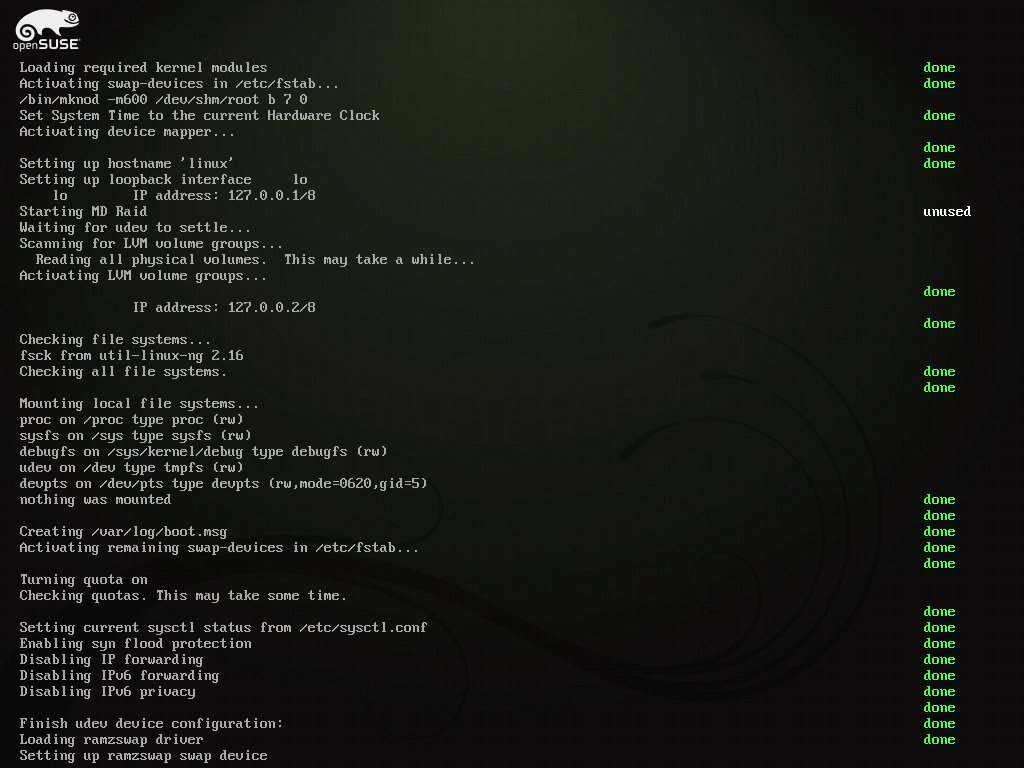 openSUSE
Loading required kernel modules done
Activating swap-devices in /etc/fstab... done
/bin/mknod -m600 /dev/shm/root b 7 0
Set System Time to the current Hardware Clock done
Activating device mapper...
done
Setting up hostname 'linux' done
Setting up loopback interface lo
lo IP address: 127.0.0.1/8
Starting MD Raid unused
Waiting for udev to settle...
Scanning for LVM volume groups...
Reading all physical volumes. This may take a while...
Activating LVM volume groups...
done
IP address: 127.0.0.2/8
done
Checking file systems...
fsck from util-linux-ng 2.16
Checking all file systems. done
done
Mounting local file systems...
proc on /proc type proc (rw)
sysfs on /sys type sysfs (rw)
debugfs on /sys/kernel/debug type debugfs (rw)
udev on /dev type tmpfs (rw)
devpts on /dev/pts type devpts (rw,mode=0620,gid=5)
nothing was mounted done
done
Creating /var/log/boot.msg done
Activating remaining swap-devices in /etc/fstab... done
done
Turning quota on
Checking quotas. This may take some time.
done
Setting current sysctl status from /etc/sysctl.conf done
Enabling syn flood protection done
Disabling IP forwarding done
Disabling IPv6 forwarding done
Disabling IPv6 privacy done
done
Finish udev device configuration: done
Loading ramzswap driver done
Setting up ramzswap swap device